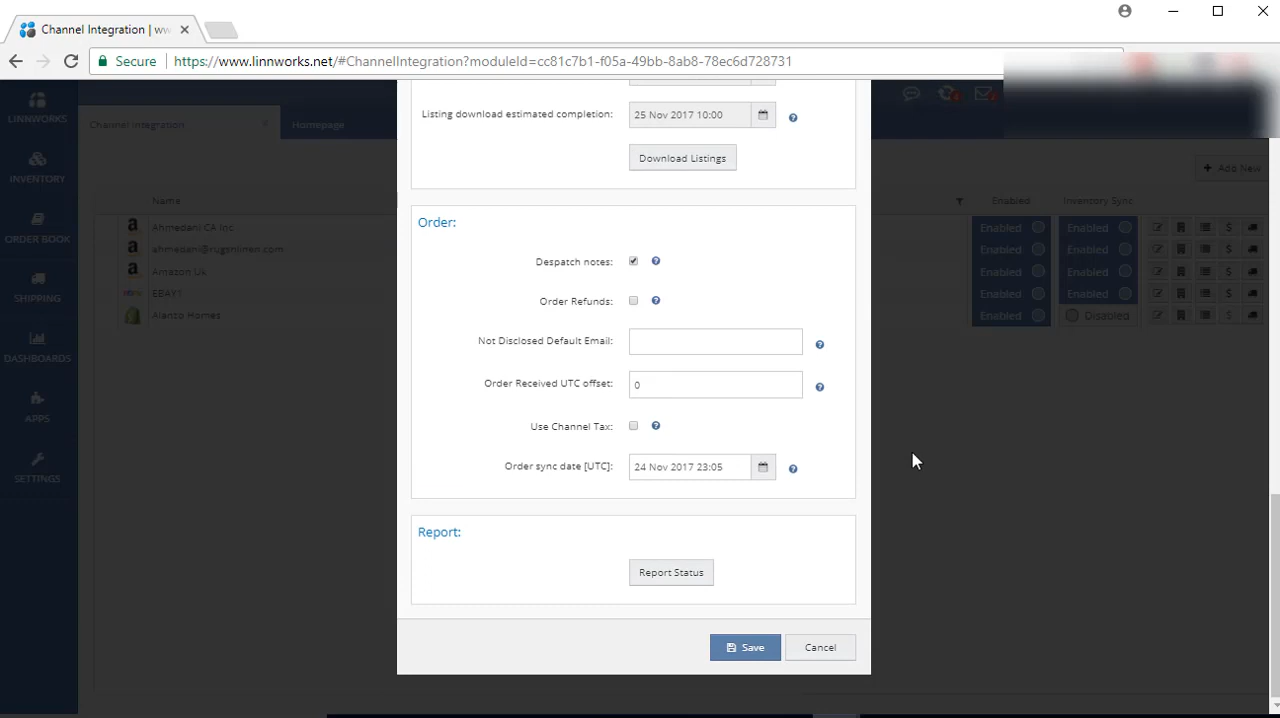 Channel Integration | ww
Secure https://www.linnworks.net/#ChannelIntegration?moduleId=cc81c7b1-f05a-49bb-8ab8-78ec6d728731
LINNWORKS
INVENTORY
ORDER BOOK
SHIPPING
DASHBOARDS
APPS
SETTINGS
Channel Integration x Homepage
+ Add New
Name Enabled Inventory Sync
Ahmedani CA Inc Enabled Enabled
ahmedani@rugsnmeri.com Enabled Enabled
Amazon Uk Enabled Enabled
EBAY1 Enabled Enabled
Alanzo Homes Enabled Disabled
Listing download estimated completion: 25 Nov 2017 10:00
Download Listings
Order:
Despatch notes:
Order Refunds:
Not Disclosed Default Email:
Order Received UTC offset: 0
Use Channel Tax:
Order sync date [UTC]: 24 Nov 2017 23:05
Report:
Report Status
Save Cancel